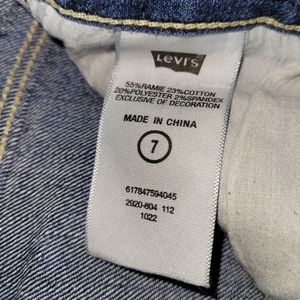 LEVI'S
55%RAMIE 23%COTTON
20%POLYESTER 2%SPANDEX
EXCLUSIVE OF DECORATION
MADE IN CHINA
7
617847594045
2920-804 112
1022